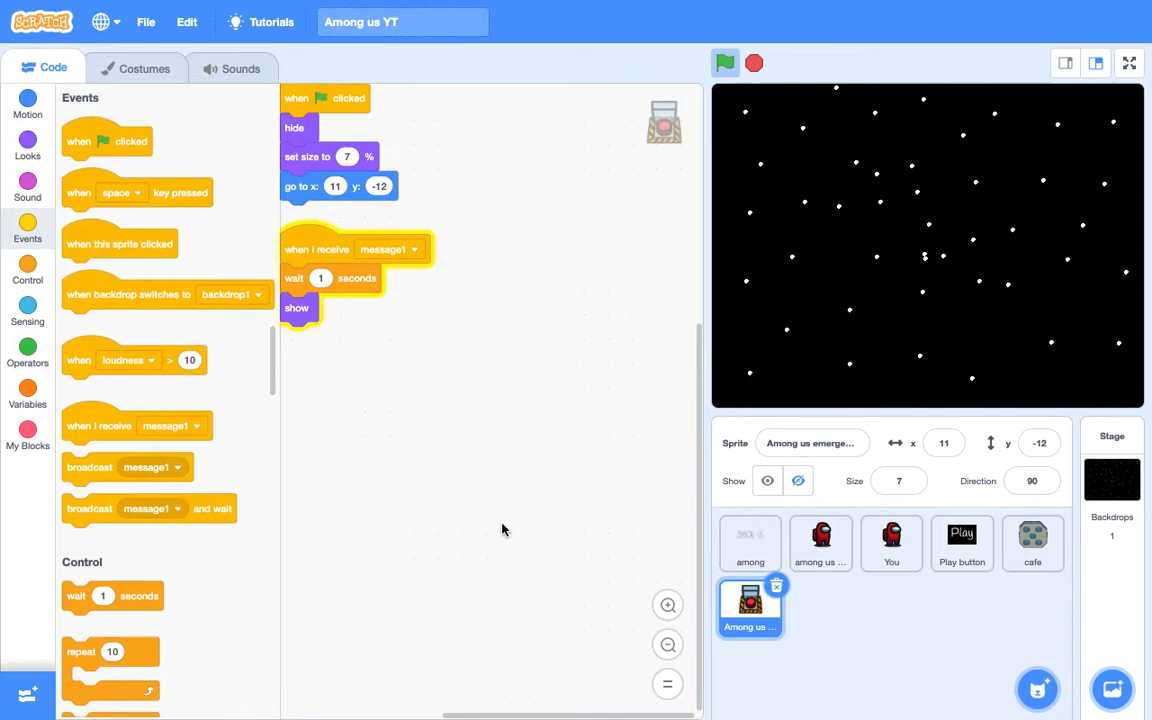 SCRATCH File Edit Tutorials Among us YT
Code Costumes Sounds
Motion
Looks
Sound
Events
Control
Sensing
Operators
Variables
My Blocks
Events
when clicked
when space key pressed
when this sprite clicked
when backdrop switches to backdrop1
when loudness > 10
when I receive message1
broadcast message1
broadcast message1 and wait
Control
wait 1 seconds
repeat 10
when clicked
hide
set size to 7 %
go to x: 11 y: -12
when I receive message1
wait 1 seconds
show
Sprite Among us emerge... x 11 y -12
Show Size 7 Direction 90
among
among us ...
You
Play
Play button
cafe
Among us ...
Stage
Backdrops
1